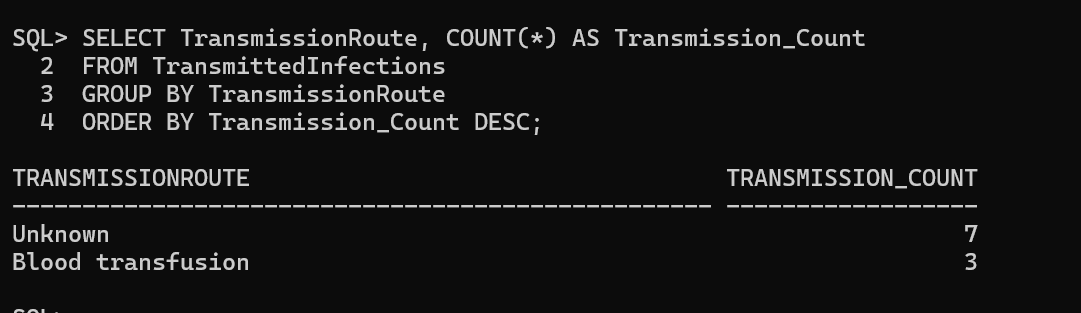 SQL> SELECT TransmissionRoute, COUNT(*) AS Transmission_Count
  2  FROM TransmittedInfections
  3  GROUP BY TransmissionRoute
  4  ORDER BY Transmission_Count DESC;
TRANSMISSIONROUTE                                  TRANSMISSION_COUNT
-------------------------------------------------- ------------------
Unknown                                                             7
Blood transfusion                                                   3
SQL>